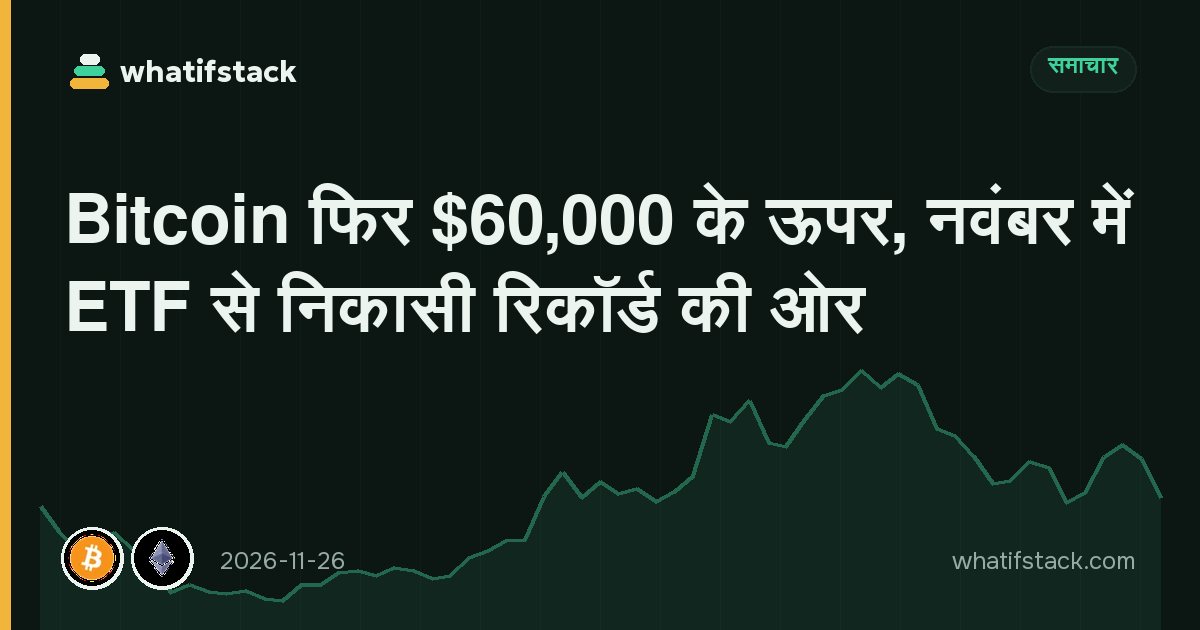 whatifstack
समाचार
Bitcoin फिर $60,000 के ऊपर, नवंबर में
ETF से निकासी रिकॉर्ड की ओर
2026-11-26
whatifstack.com